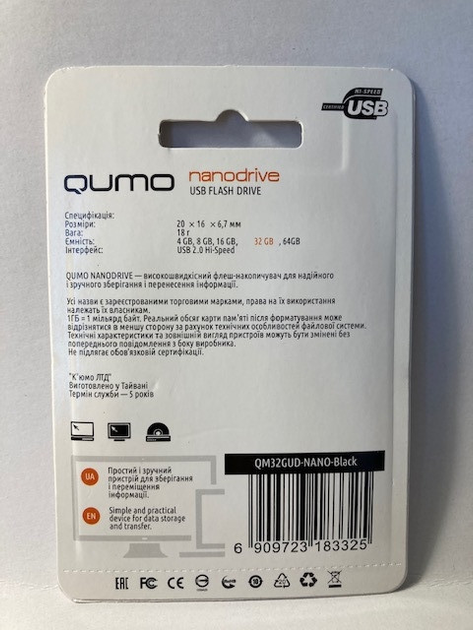 HI-SPEED
CERTIFIED USB
QUMO nanodrive
USB FLASH DRIVE
Специфікація:
Розміри: 20 × 16 × 6,7 мм
Вага: 18 г
Ємність: 4 GB, 8 GB, 16 GB, 32 GB , 64GB
Інтерфейс: USB 2.0 Hi-Speed
QUMO NANODRIVE — високошвидкісний флеш-накопичувач для надійного
і зручного зберігання та перенесення інформації.
Усі назви є зареєстрованими торговими марками, права на їх використання
належать їх власникам.
1ГБ = 1 мільярд байт. Реальний обсяг карти пам'яті після форматування може
відрізнятися в меншу сторону за рахунок технічних особливостей файлової системи.
Технічні характеристики та зовнішній вигляд пристроїв можуть бути змінені без
попереднього повідомлення з боку виробника.
Не підлягає обов'язковій сертифікації.
"К'юмо ЛТД"
Виготовлено у Тайвані
Термін служби — 5 років
QM32GUD-NANO-Black
UA Простий і зручний
пристрій для зберігання
і переміщення
інформації.
EN Simple and practical
device for data storage
and transfer.
6 909723 183325
EAC FC CE RoHS 10